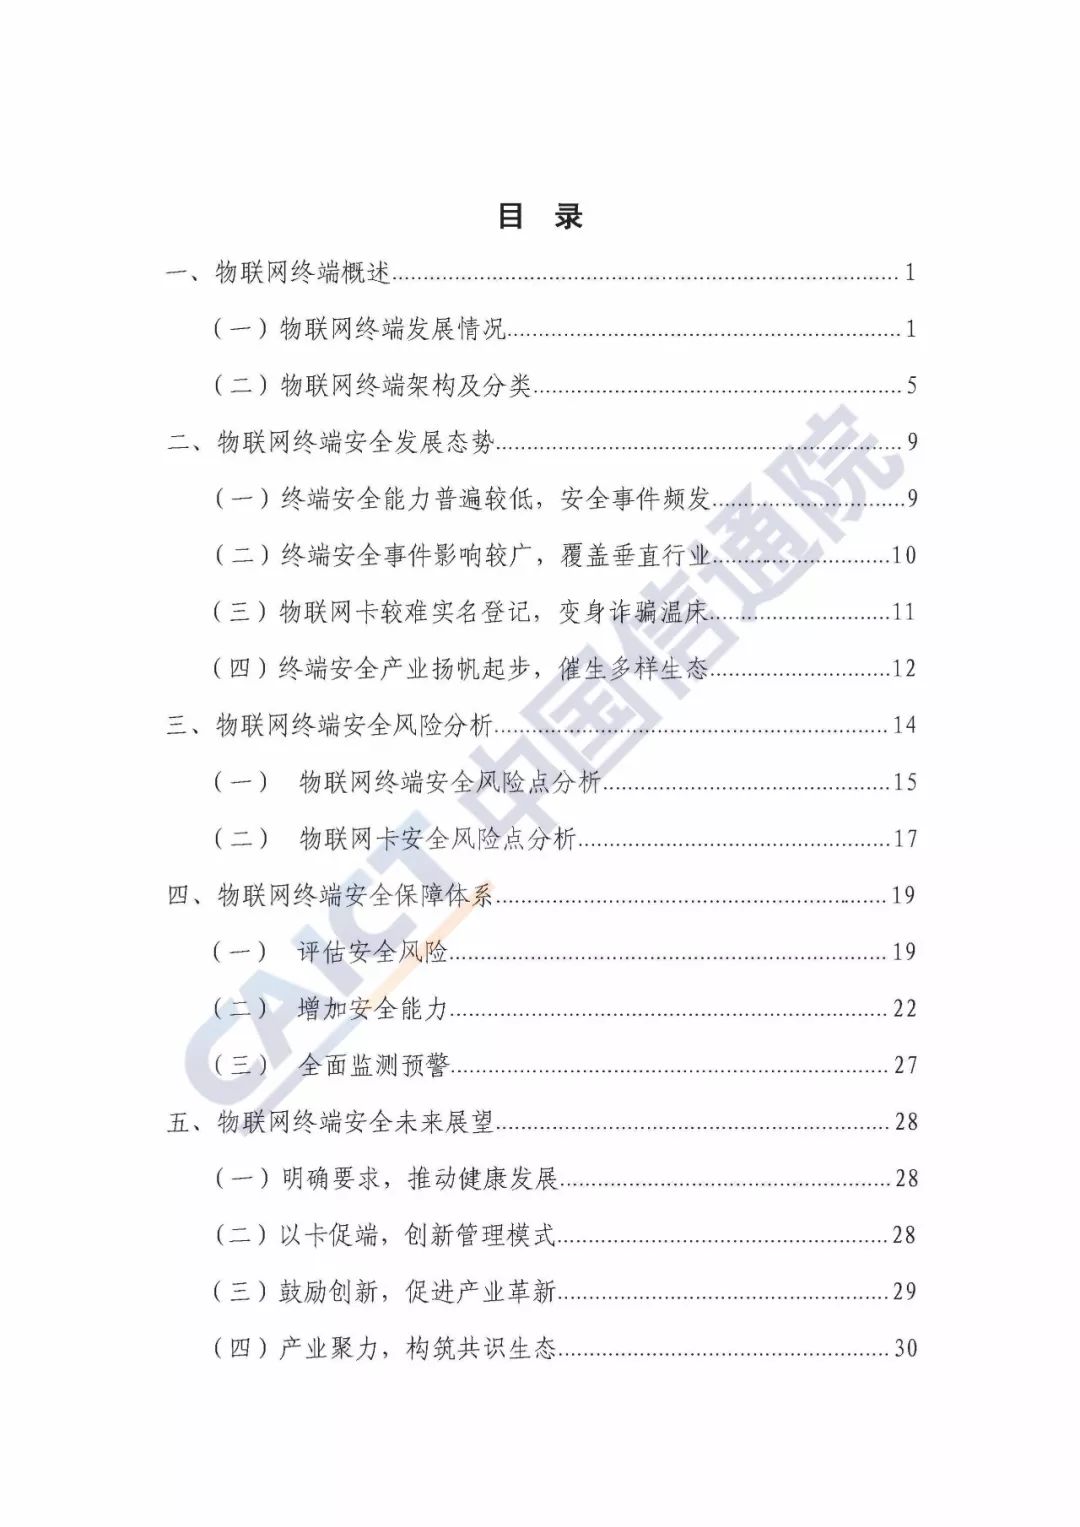 目 录
一、物联网终端概述 1
(一)物联网终端发展情况 1
(二)物联网终端架构及分类 5
二、物联网终端安全发展态势 9
(一)终端安全能力普遍较低，安全事件频发 9
(二)终端安全事件影响较广，覆盖垂直行业 10
(三)物联网卡较难实名登记，变身诈骗温床 11
(四)终端安全产业扬帆起步，催生多样生态 12
三、物联网终端安全风险分析 14
(一) 物联网终端安全风险点分析 15
(二) 物联网卡安全风险点分析 17
四、物联网终端安全保障体系 19
(一) 评估安全风险 19
(二) 增加安全能力 22
(三) 全面监测预警 27
五、物联网终端安全未来展望 28
(一)明确要求，推动健康发展 28
(二)以卡促端，创新管理模式 28
(三)鼓励创新，促进产业革新 29
(四)产业聚力，构筑共识生态 30
CAICT 中国信通院